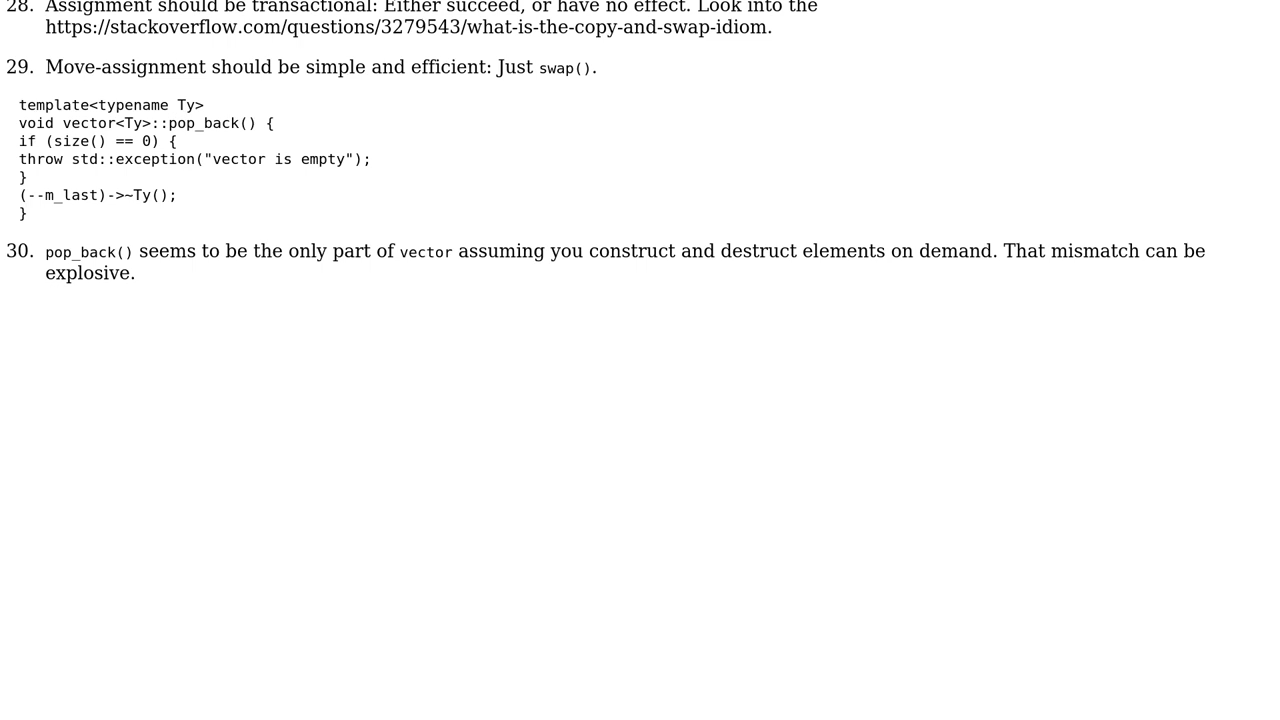 28. Assignment should be transactional: Either succeed, or have no effect. Look into the
https://stackoverflow.com/questions/3279543/what-is-the-copy-and-swap-idiom.
29. Move-assignment should be simple and efficient: Just swap().
template<typename Ty>
void vector<Ty>::pop_back() {
if (size() == 0) {
throw std::exception("vector is empty");
}
(--m_last)->~Ty();
}
30. pop_back() seems to be the only part of vector assuming you construct and destruct elements on demand. That mismatch can be
explosive.